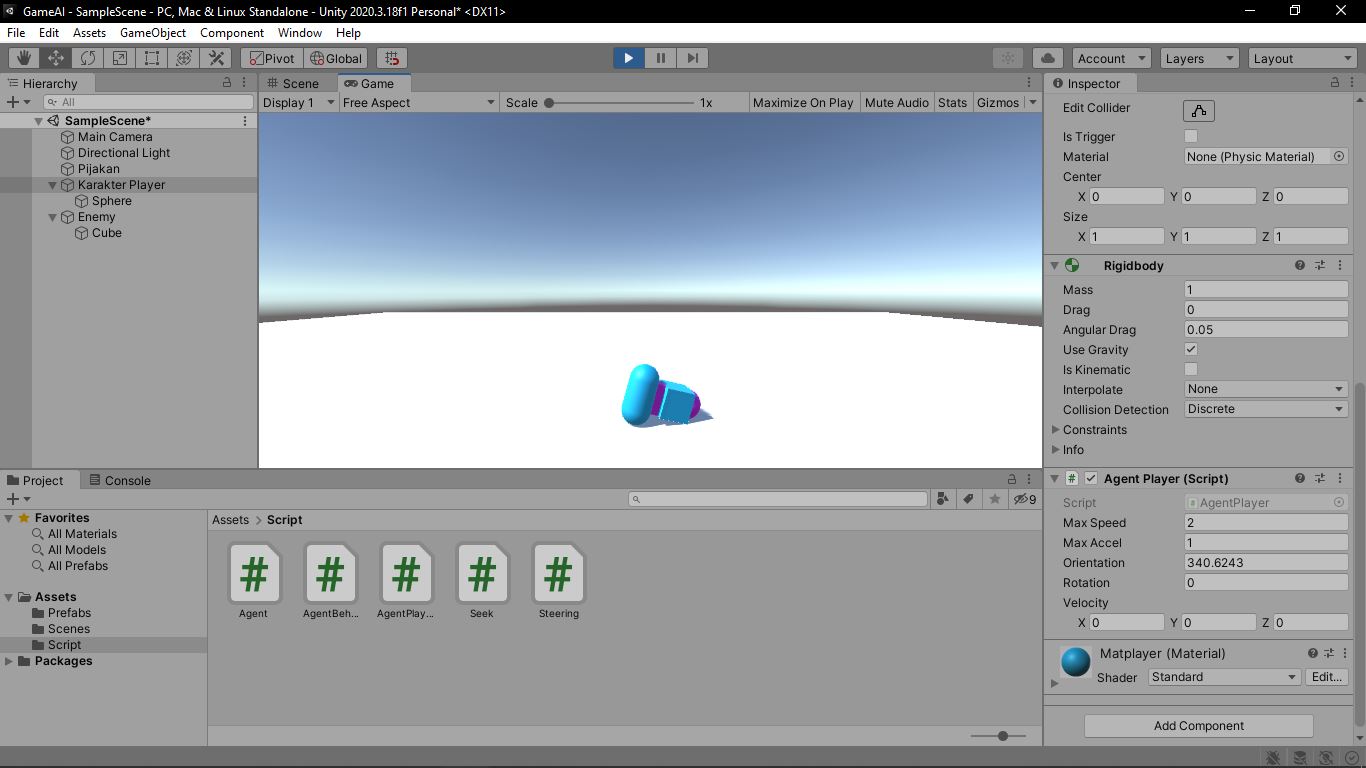 GameAI - SampleScene - PC, Mac & Linux Standalone - Unity 2020.3.18f1 Personal* <DX11>
File Edit Assets GameObject Component Window Help
Pivot Global Account Layers Layout
Hierarchy
All
SampleScene*
Main Camera
Directional Light
Pijakan
Karakter Player
Sphere
Enemy
Cube
Scene Game
Display 1 Free Aspect Scale 1x Maximize On Play Mute Audio Stats Gizmos
Inspector
Edit Collider
Is Trigger
Material None (Physic Material)
Center
X 0 Y 0 Z 0
Size
X 1 Y 1 Z 1
Rigidbody
Mass 1
Drag 0
Angular Drag 0.05
Use Gravity
Is Kinematic
Interpolate None
Collision Detection Discrete
Constraints
Info
# Agent Player (Script)
Script # AgentPlayer
Max Speed 2
Max Accel 1
Orientation 340.6243
Rotation 0
Velocity
X 0 Y 0 Z 0
Matplayer (Material)
Shader Standard Edit...
Add Component
Project Console
9
Favorites
All Materials
All Models
All Prefabs
Assets
Prefabs
Scenes
Script
Packages
Assets > Script
# # # # #
Agent AgentBeh... AgentPlay... Seek Steering